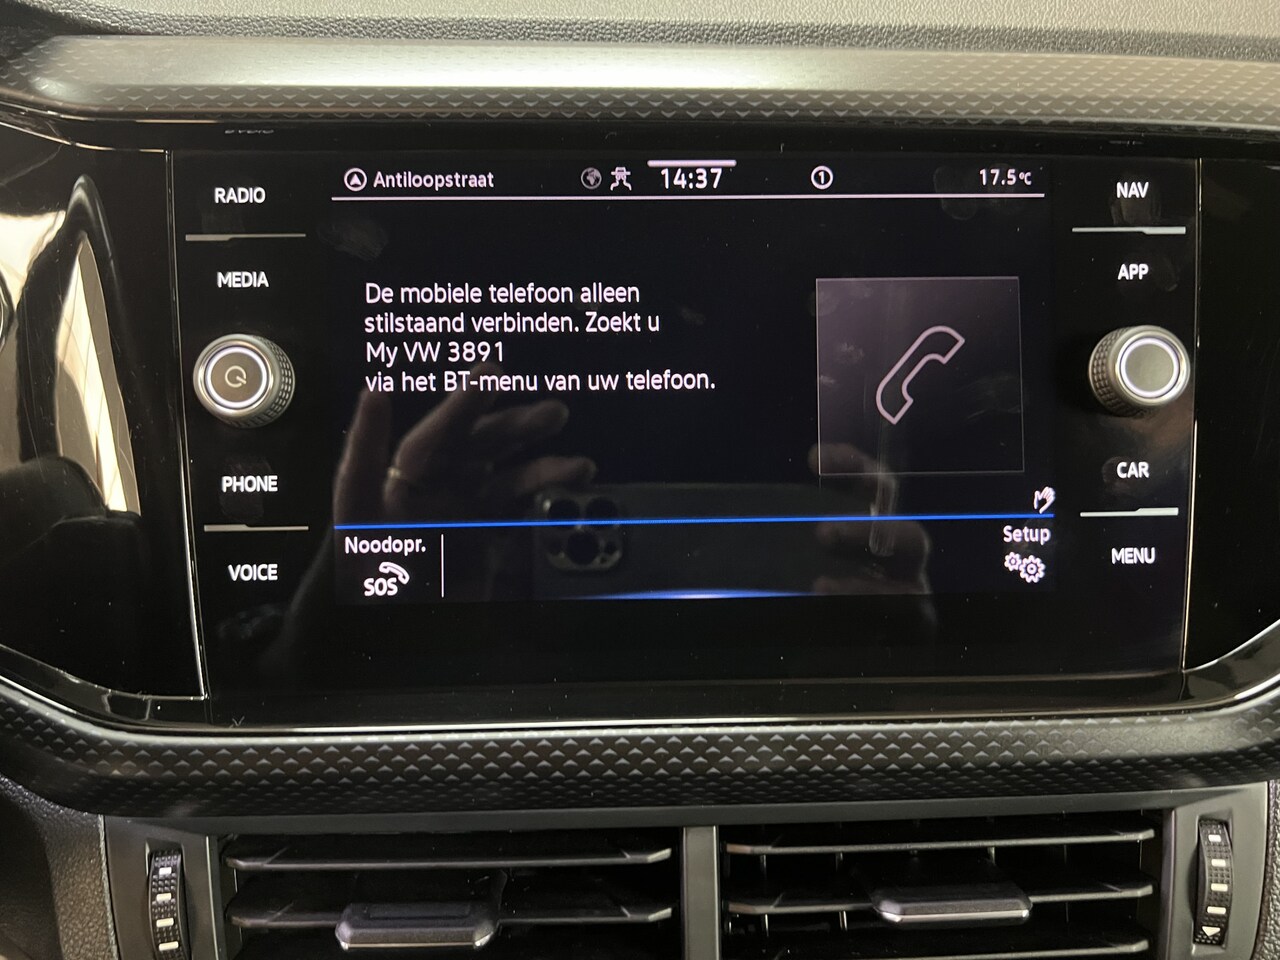 RADIO
MEDIA
PHONE
VOICE
Antiloopstraat
14:37
1
17.5°C
De mobiele telefoon alleen
stilstaand verbinden. Zoekt u
My VW 3891
via het BT-menu van uw telefoon.
Noodopr.
SOS
Setup
NAV
APP
CAR
MENU